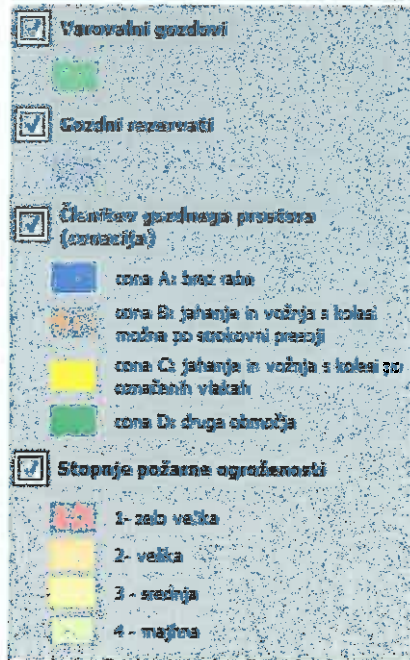 Varovalni gozdovi
Gozdni rezervati
Členitev gozdnega prostora
(conacija)
cona A: brez rabe
cona B: jahanje in vožnja s kolesi
možna po strokovni presoji
cona C: jahanje in vožnja s kolesi po
označenih vlakah
cona D: druga območja
Stopnje požarne ogroženosti
1- zelo velika
2- velika
3 - srednja
4 - majhna